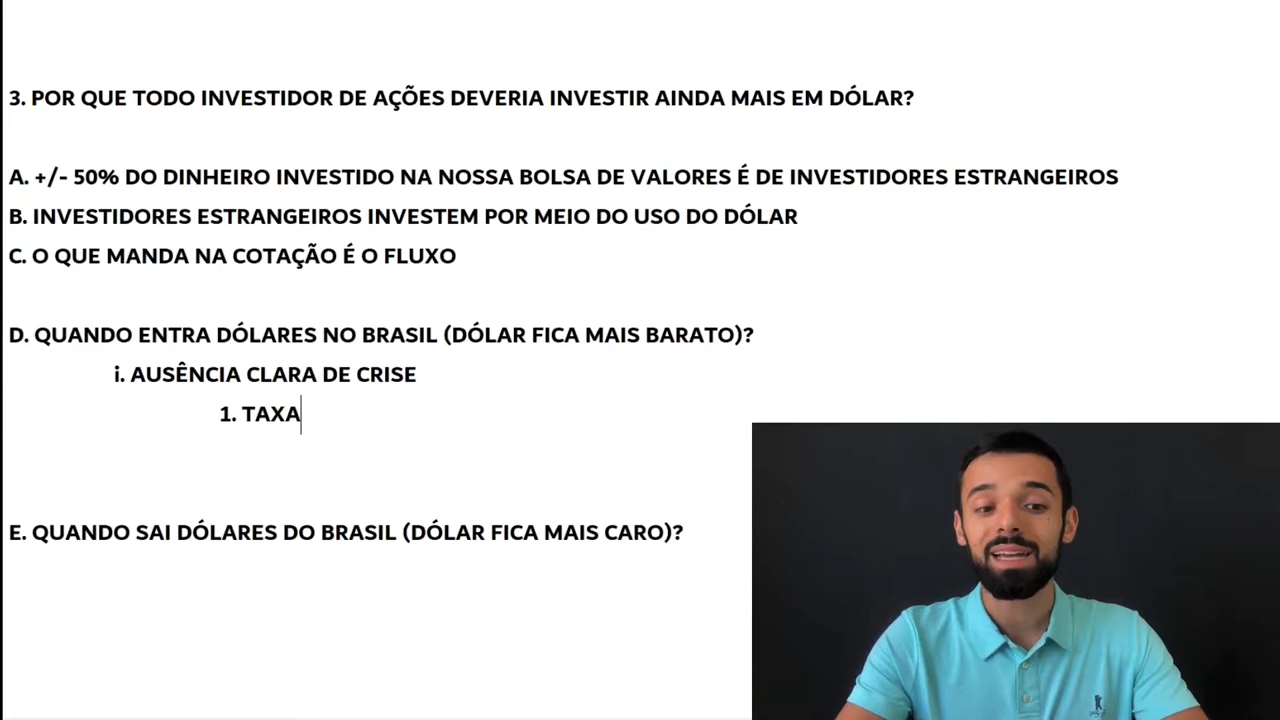 3. POR QUE TODO INVESTIDOR DE AÇÕES DEVERIA INVESTIR AINDA MAIS EM DÓLAR?
A. +/- 50% DO DINHEIRO INVESTIDO NA NOSSA BOLSA DE VALORES É DE INVESTIDORES ESTRANGEIROS
B. INVESTIDORES ESTRANGEIROS INVESTEM POR MEIO DO USO DO DÓLAR
C. O QUE MANDA NA COTAÇÃO É O FLUXO
D. QUANDO ENTRA DÓLARES NO BRASIL (DÓLAR FICA MAIS BARATO)?
i. AUSÊNCIA CLARA DE CRISE
1. TAXA
E. QUANDO SAI DÓLARES DO BRASIL (DÓLAR FICA MAIS CARO)?